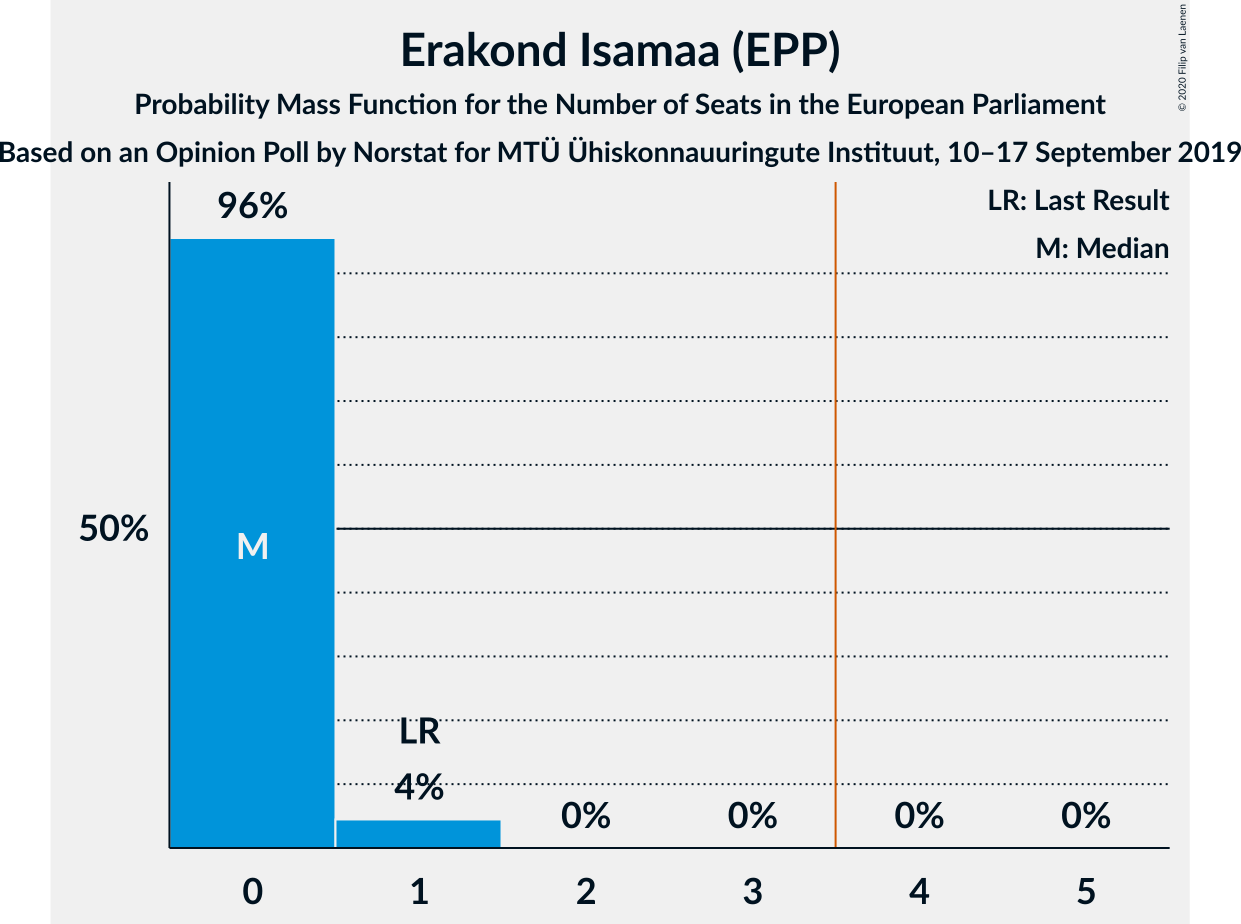 Erakond Isamaa (EPP)
Probability Mass Function for the Number of Seats in the European Parliament
Based on an Opinion Poll by Norstat for MTÜ Ühiskonnauuringute Instituut, 10–17 September 2019
© 2020 Filip van Laenen
LR: Last Result
M: Median
96%
50%
M
LR
4%
0%
0%
0%
0%
0
1
2
3
4
5